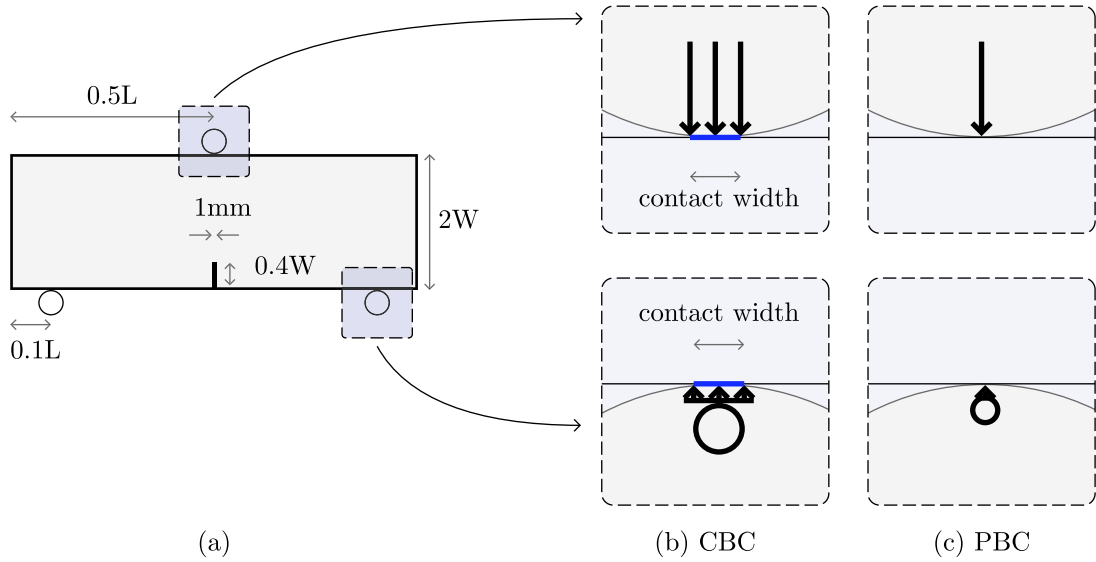 0.5L
1mm
2W
0.4W
0.1L
contact width
contact width
(a)
(b) CBC
(c) PBC